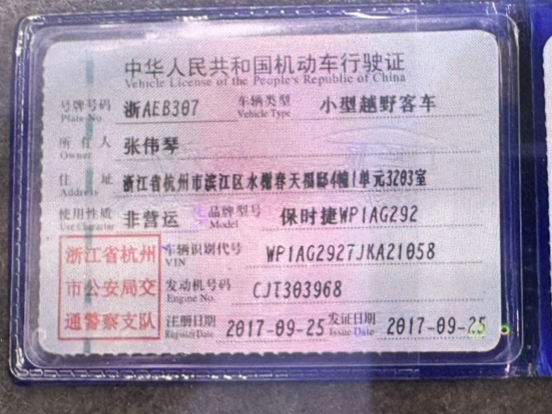 中华人民共和国机动车行驶证
Vehicle License of the People's Republic of China
号牌号码 浙AEB307 车辆类型 小型越野客车
Plate No. Vehicle Type
所有人 张伟琴
Owner
住址 浙江省杭州市滨江区水榭春天福邸4幢1单元3203室
Address
使用性质 非营运 品牌型号 保时捷WP1AG292
Use Character Model
浙江省杭州
市公安局交
通警察支队
车辆识别代号 WP1AG2927JKA21058
VIN
发动机号码 CJT303968
Engine No.
注册日期 2017-09-25 发证日期 2017-09-25
Register Date Issue Date